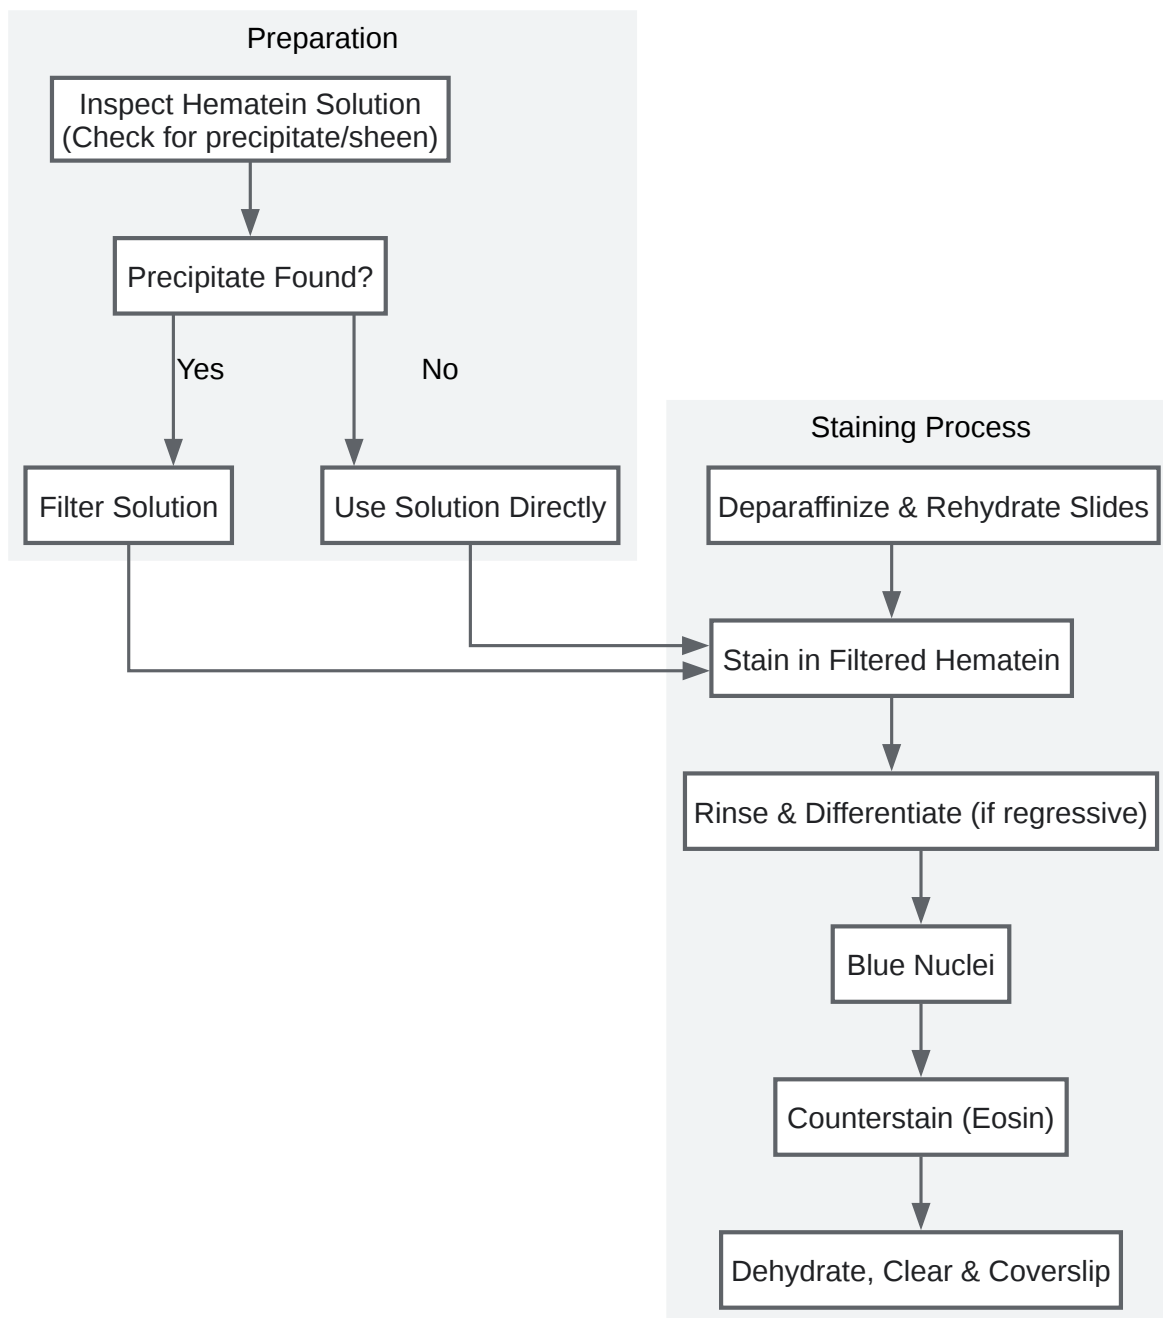 Preparation
Inspect Hematein Solution
(Check for precipitate/sheen)
Precipitate Found?
Yes
No
Filter Solution
Use Solution Directly
Staining Process
Deparaffinize & Rehydrate Slides
Stain in Filtered Hematein
Rinse & Differentiate (if regressive)
Blue Nuclei
Counterstain (Eosin)
Dehydrate, Clear & Coverslip